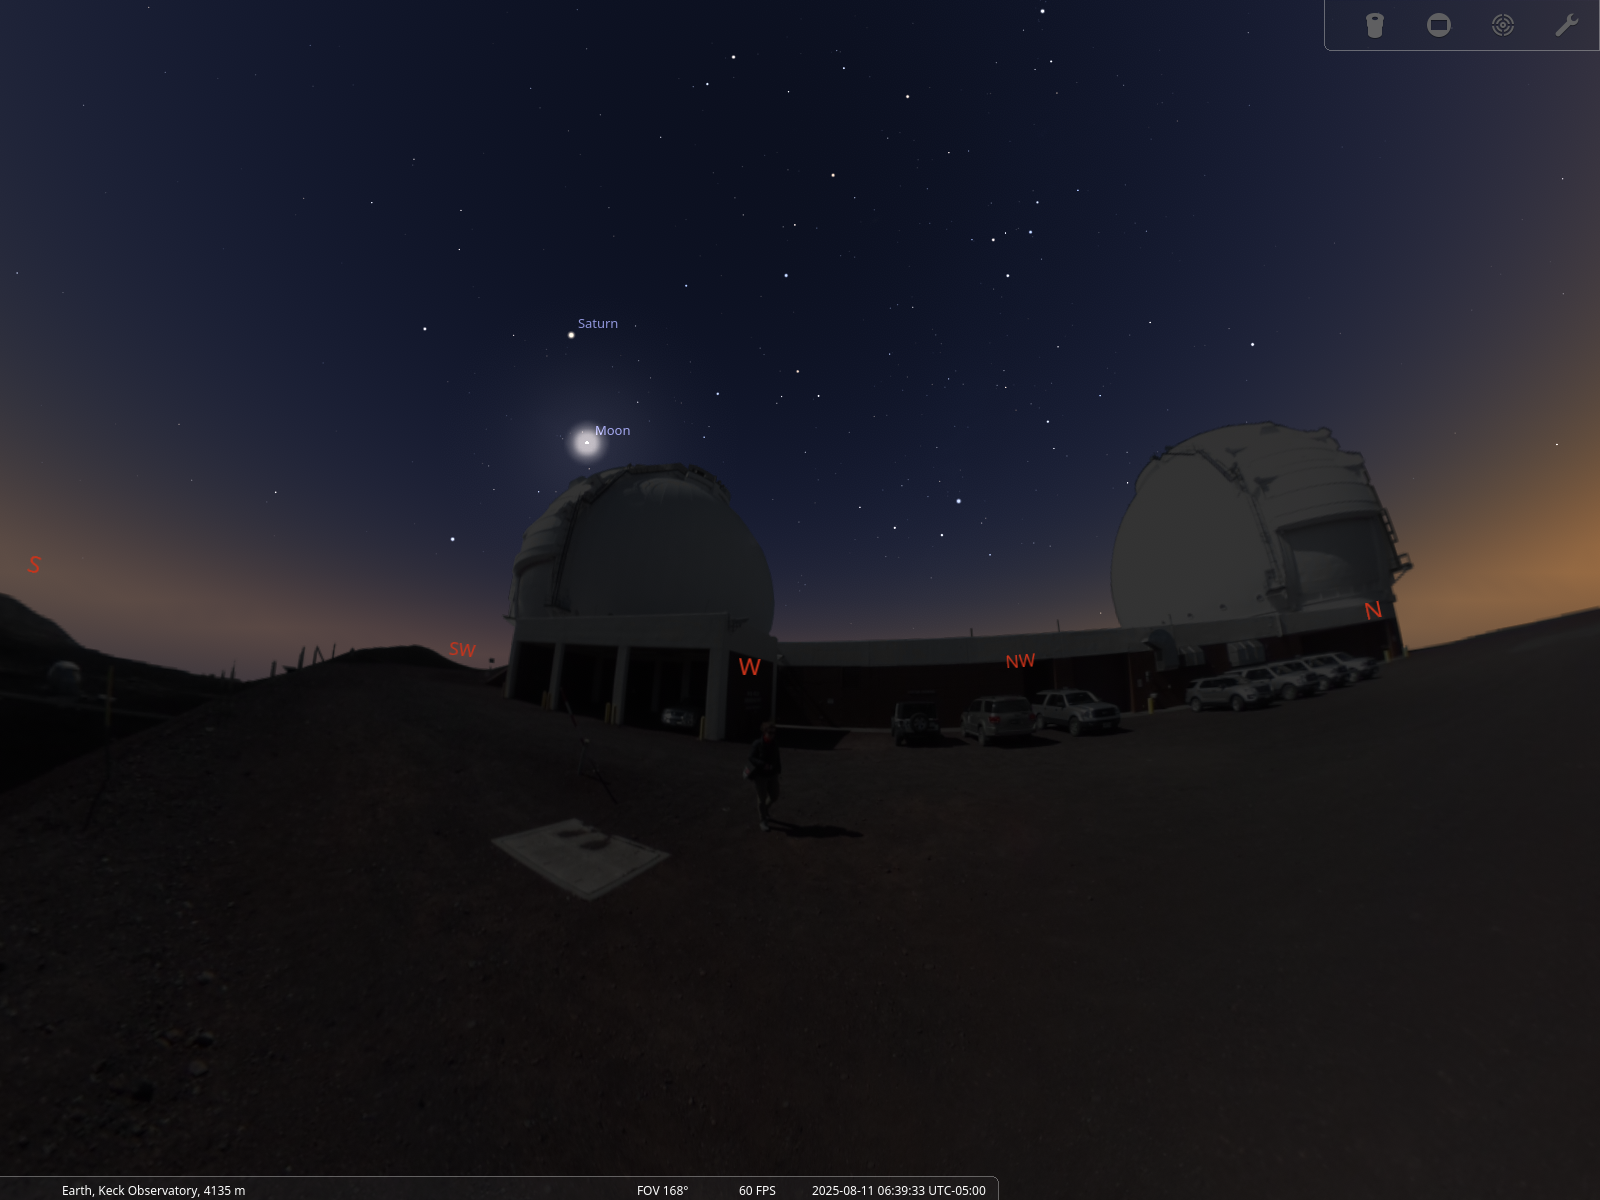 Saturn
Moon
S
SW
W
NW
N
Earth, Keck Observatory, 4135 m FOV 168° 60 FPS 2025-08-11 06:39:33 UTC-05:00